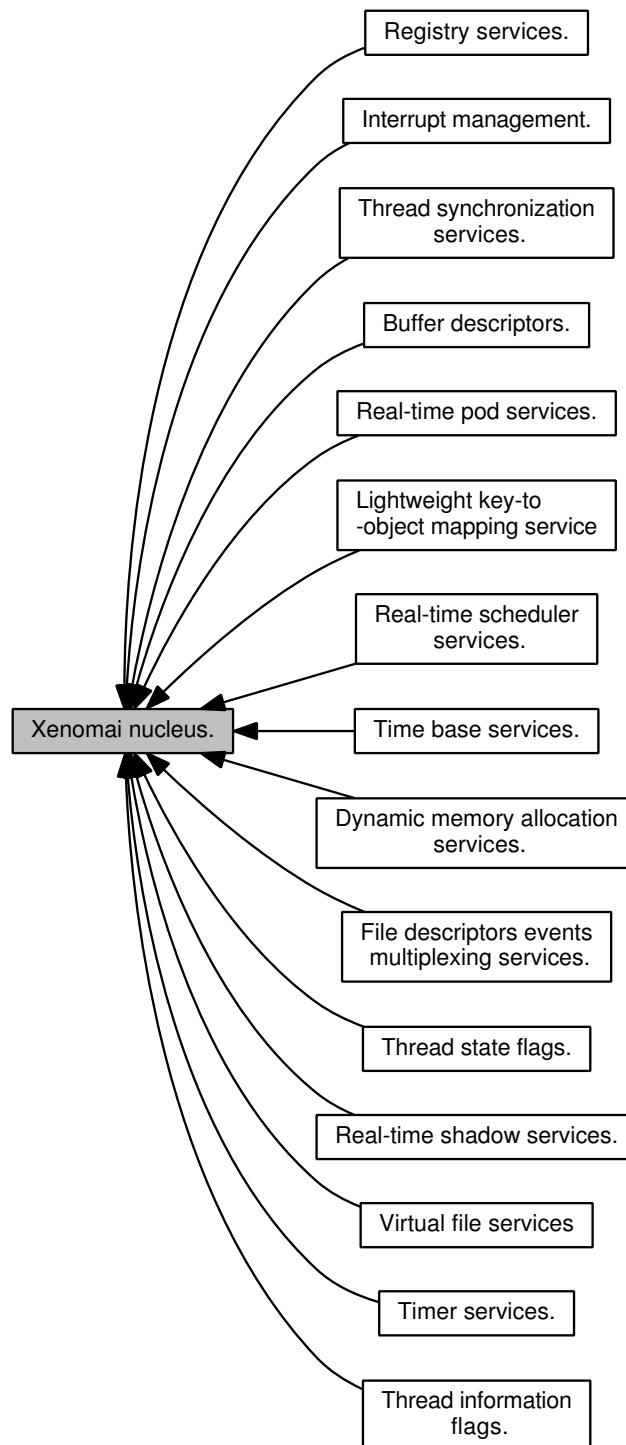 Registry services.
Interrupt management.
Thread synchronization
services.
Buffer descriptors.
Real-time pod services.
Lightweight key-to
-object mapping service
Real-time scheduler
services.
Xenomai nucleus.
Time base services.
Dynamic memory allocation
services.
File descriptors events
multiplexing services.
Thread state flags.
Real-time shadow services.
Virtual file services
Timer services.
Thread information
flags.